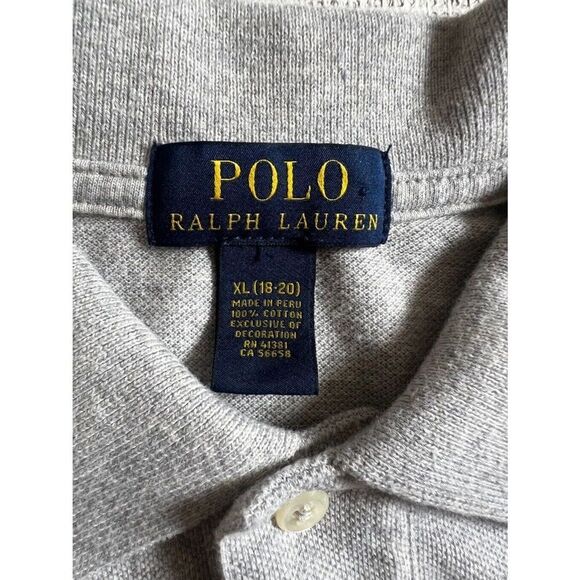 POLO
RALPH LAUREN
XL (18-20)
MADE IN PERU
100% COTTON
EXCLUSIVE OF
DECORATION
RN 41381
CA 56658